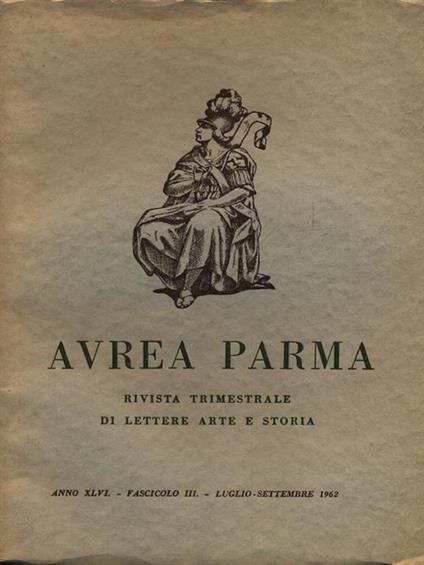 AVREA PARMA
RIVISTA TRIMESTRALE
DI LETTERE ARTE E STORIA
ANNO XLVI. - FASCICOLO III. - LUGLIO-SETTEMBRE 1962